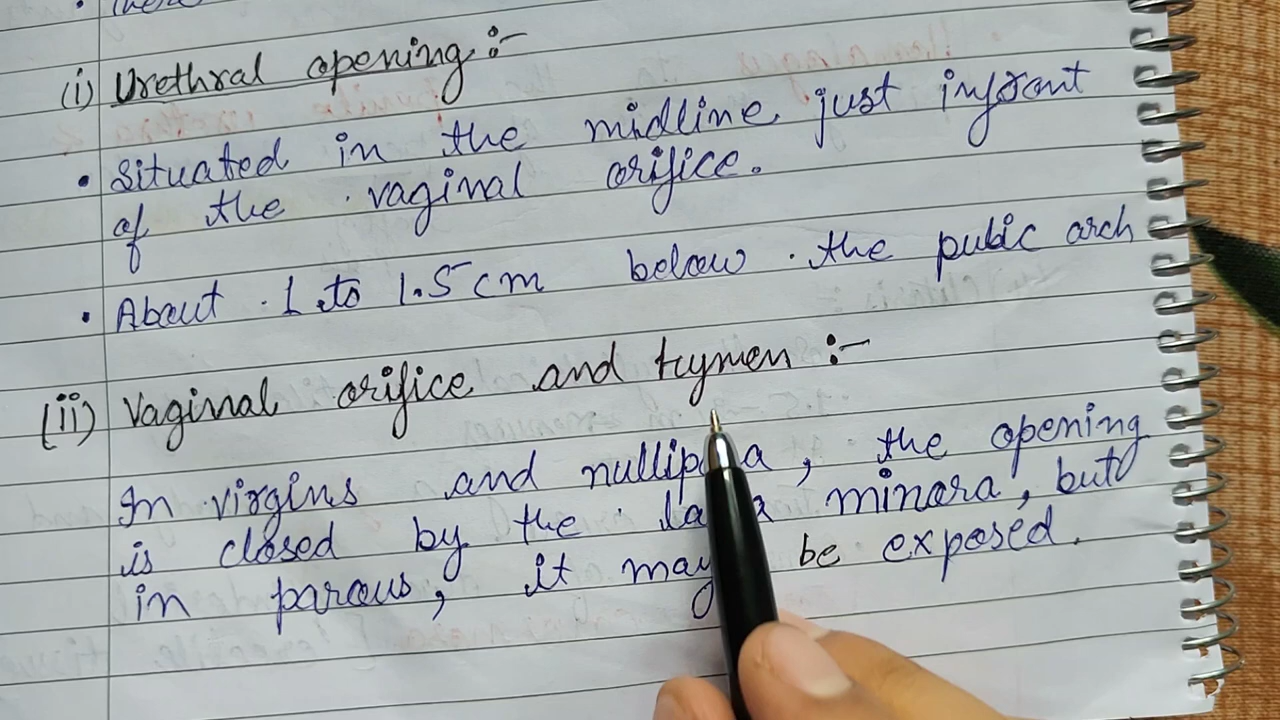 (i) Urethral opening :-
• Situated in the midline just infront
of the vaginal orifice.
• About 1 to 1.5 cm below the pubic arch
(ii) Vaginal orifice and hymen :-
In virgins and nullipara, the opening
is closed by the labia minora, but
in parous, it may be exposed.